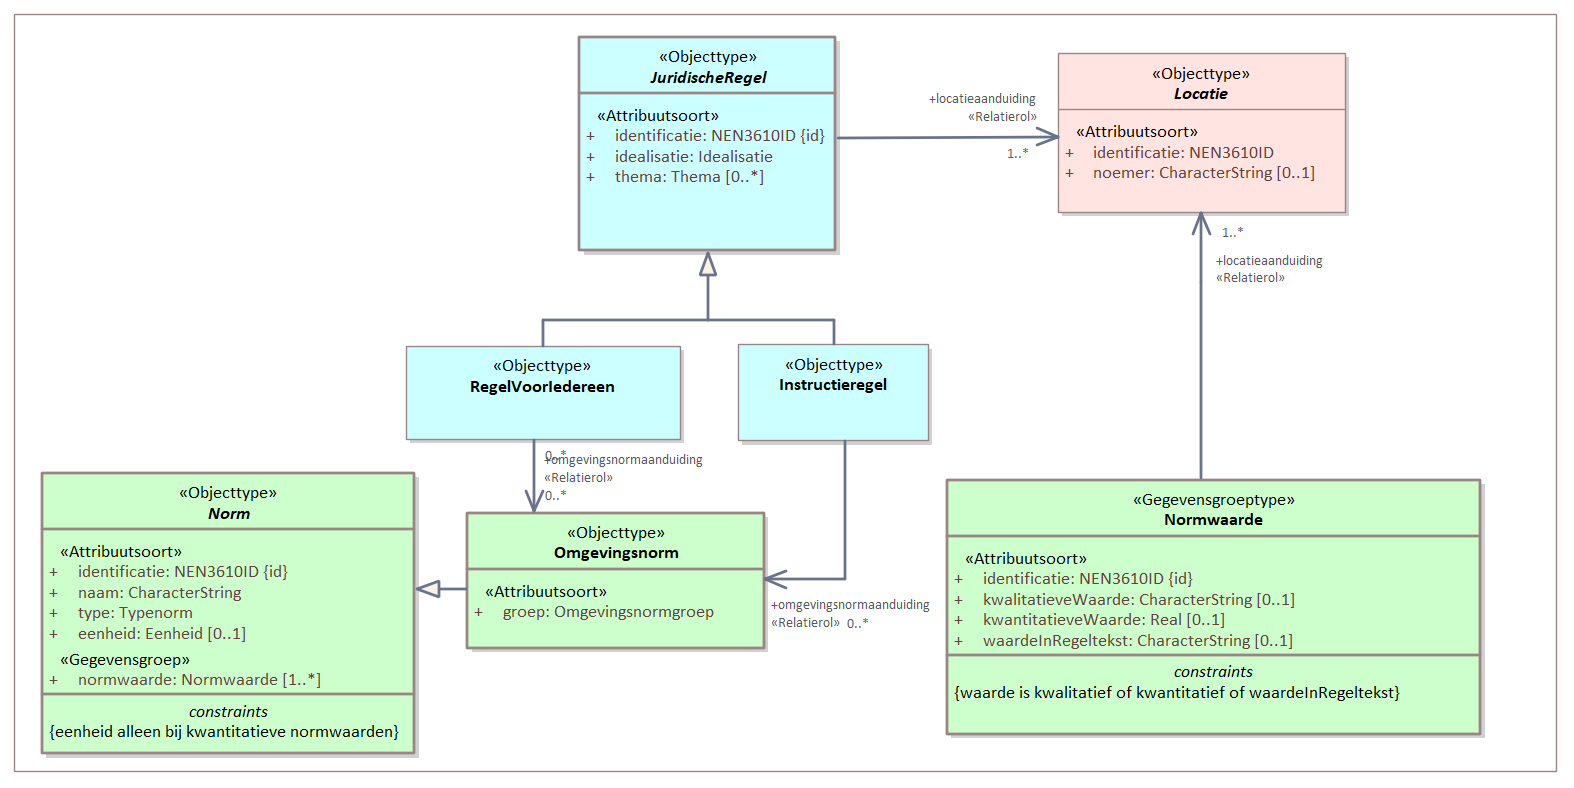 «Objecttype»
JuridischeRegel
«Attribuutsoort»
+ identificatie: NEN3610ID {id}
+ idealisatie: Idealisatie
+ thema: Thema [0..*]
+locatieaanduiding
«Relatierol»
1..*
«Objecttype»
Locatie
«Attribuutsoort»
+ identificatie: NEN3610ID
+ noemer: CharacterString [0..1]
1..*
+locatieaanduiding
«Relatierol»
«Objecttype»
RegelVoorIedereen
«Objecttype»
Instructieregel
0..*
+omgevingsnormaanduiding
«Relatierol»
0..*
«Objecttype»
Norm
«Attribuutsoort»
+ identificatie: NEN3610ID {id}
+ naam: CharacterString
+ type: Typenorm
+ eenheid: Eenheid [0..1]
«Gegevensgroep»
+ normwaarde: Normwaarde [1..*]
constraints
{eenheid alleen bij kwantitatieve normwaarden}
«Objecttype»
Omgevingsnorm
«Attribuutsoort»
+ groep: Omgevingsnormgroep
+omgevingsnormaanduiding
«Relatierol» 0..*
«Gegevensgroeptype»
Normwaarde
«Attribuutsoort»
+ identificatie: NEN3610ID {id}
+ kwalitatieveWaarde: CharacterString [0..1]
+ kwantitatieveWaarde: Real [0..1]
+ waardeInRegeltekst: CharacterString [0..1]
constraints
{waarde is kwalitatief of kwantitatief of waardeInRegeltekst}